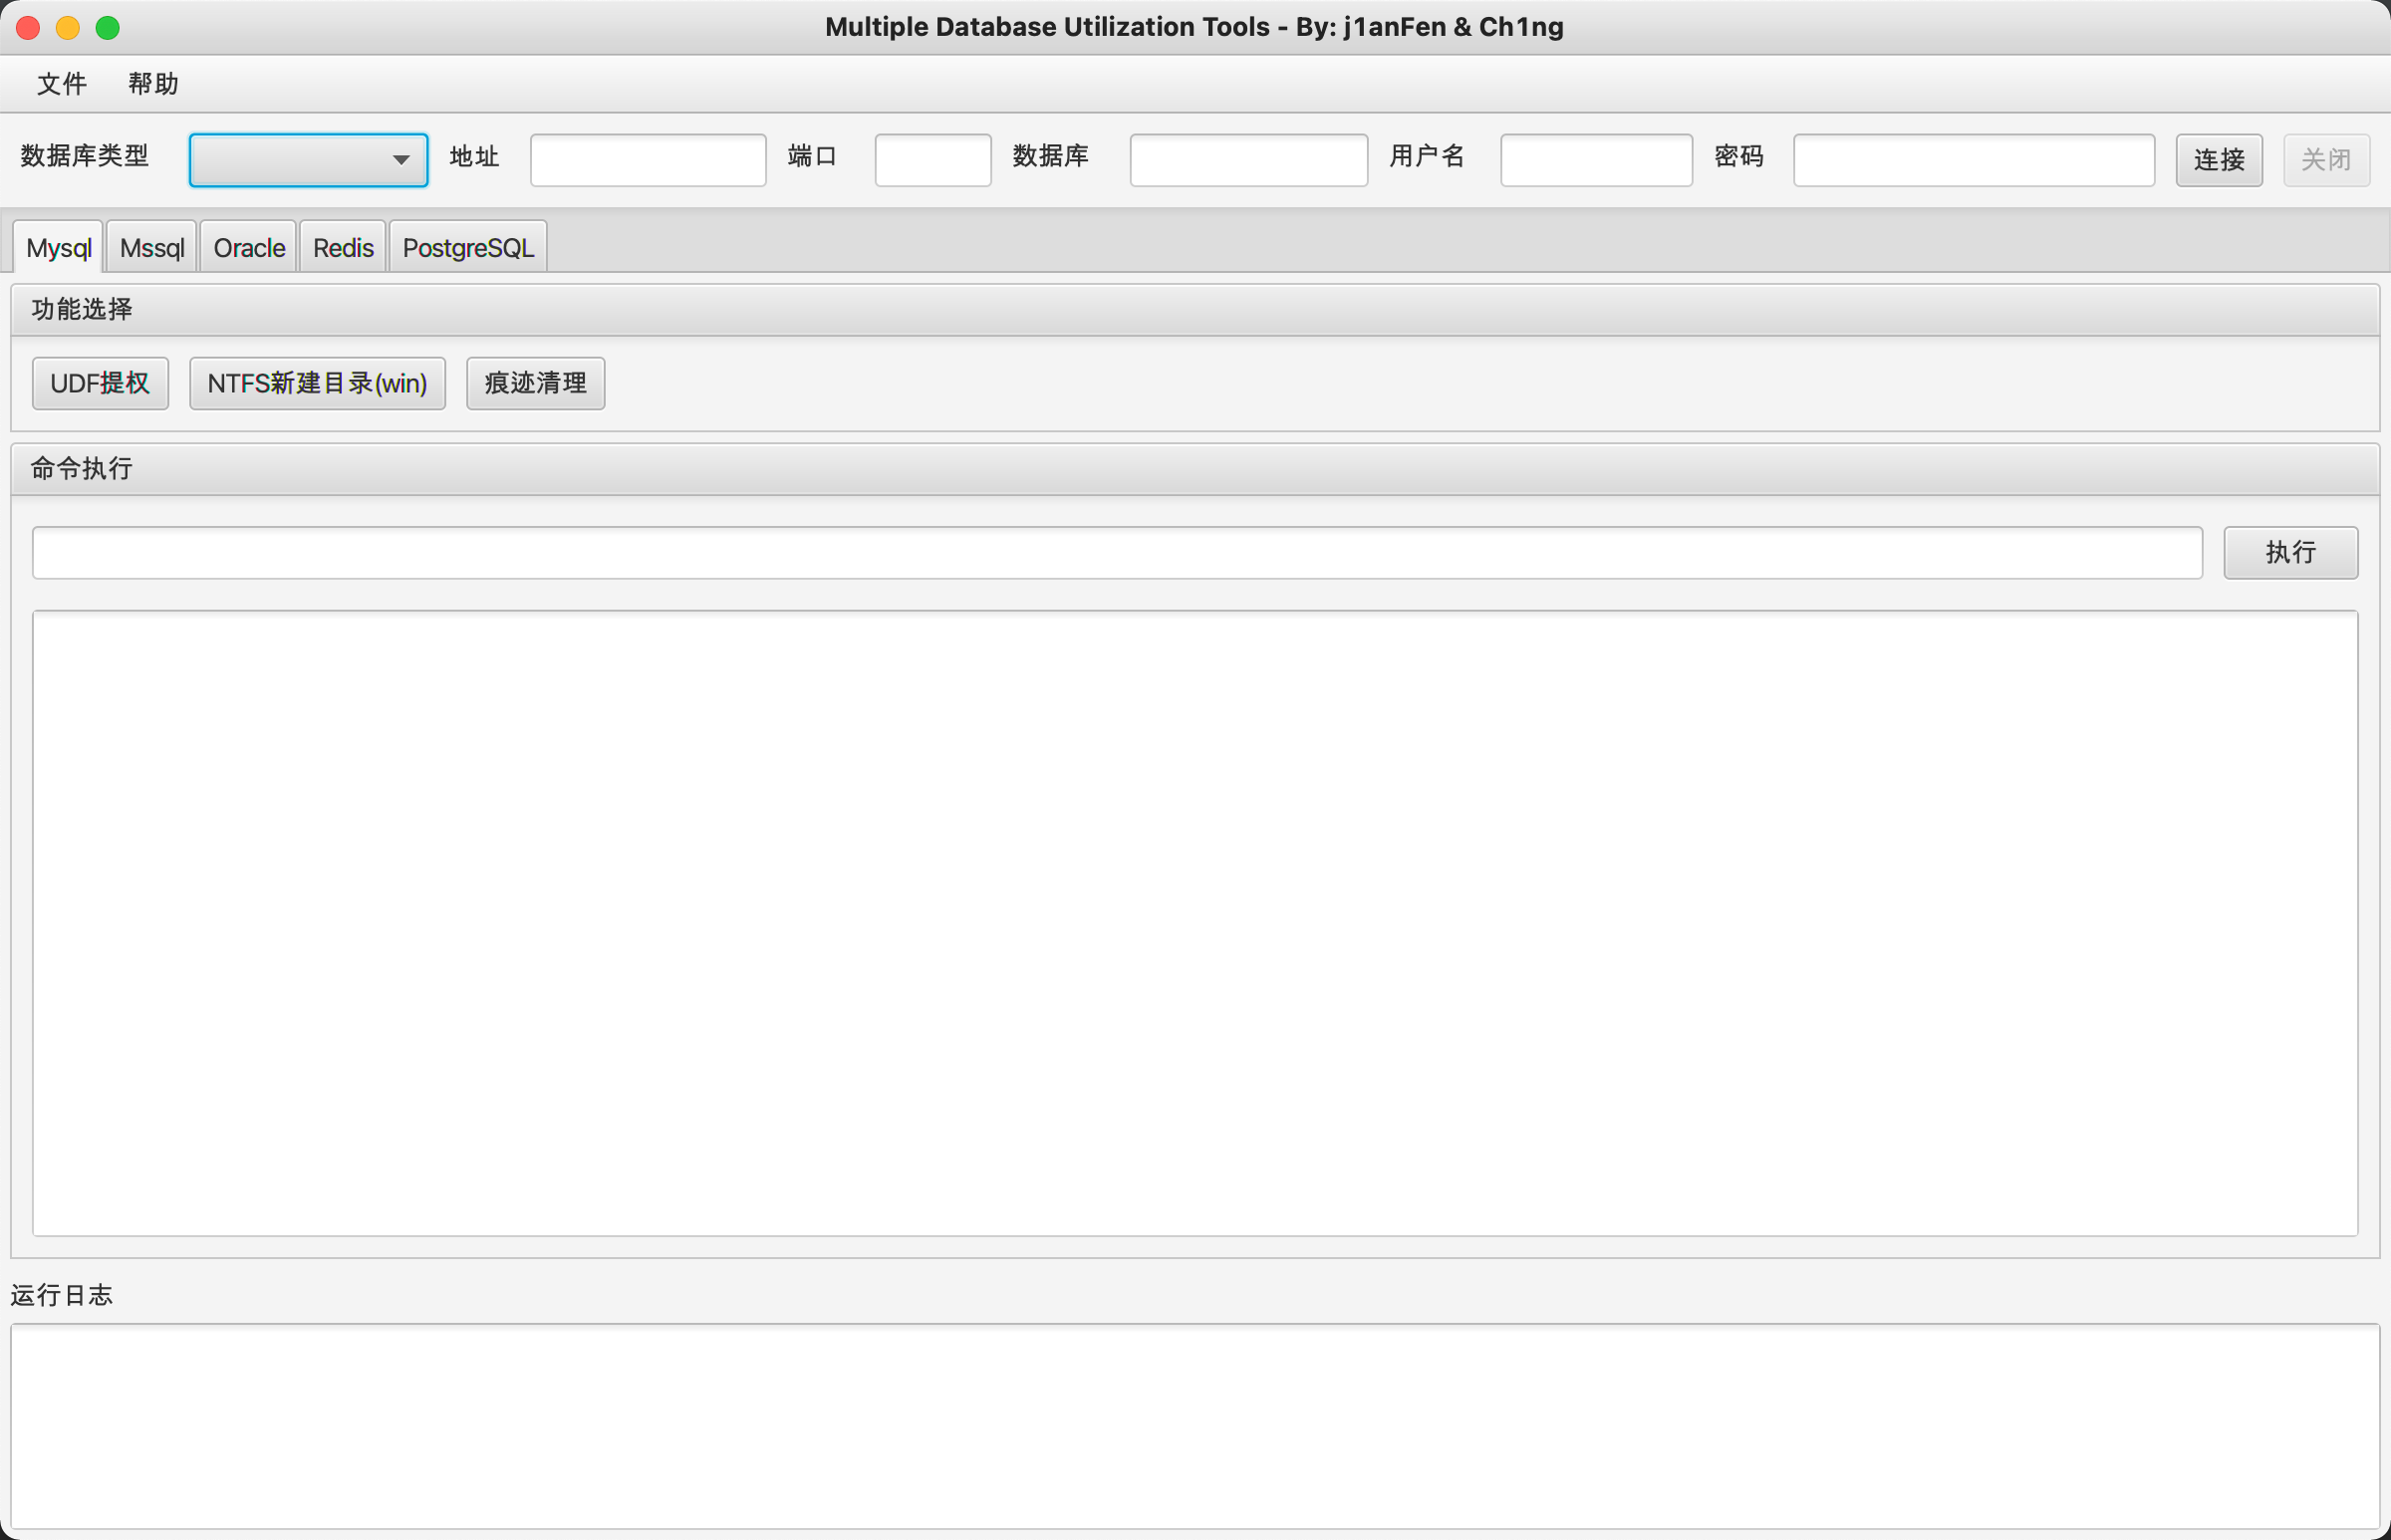 Multiple Database Utilization Tools - By: j1anFen & Ch1ng
文件 帮助
数据库类型 地址 端口 数据库 用户名 密码 连接 关闭
Mysql Mssql Oracle Redis PostgreSQL
功能选择
UDF提权 NTFS新建目录(win) 痕迹清理
命令执行
执行
运行日志